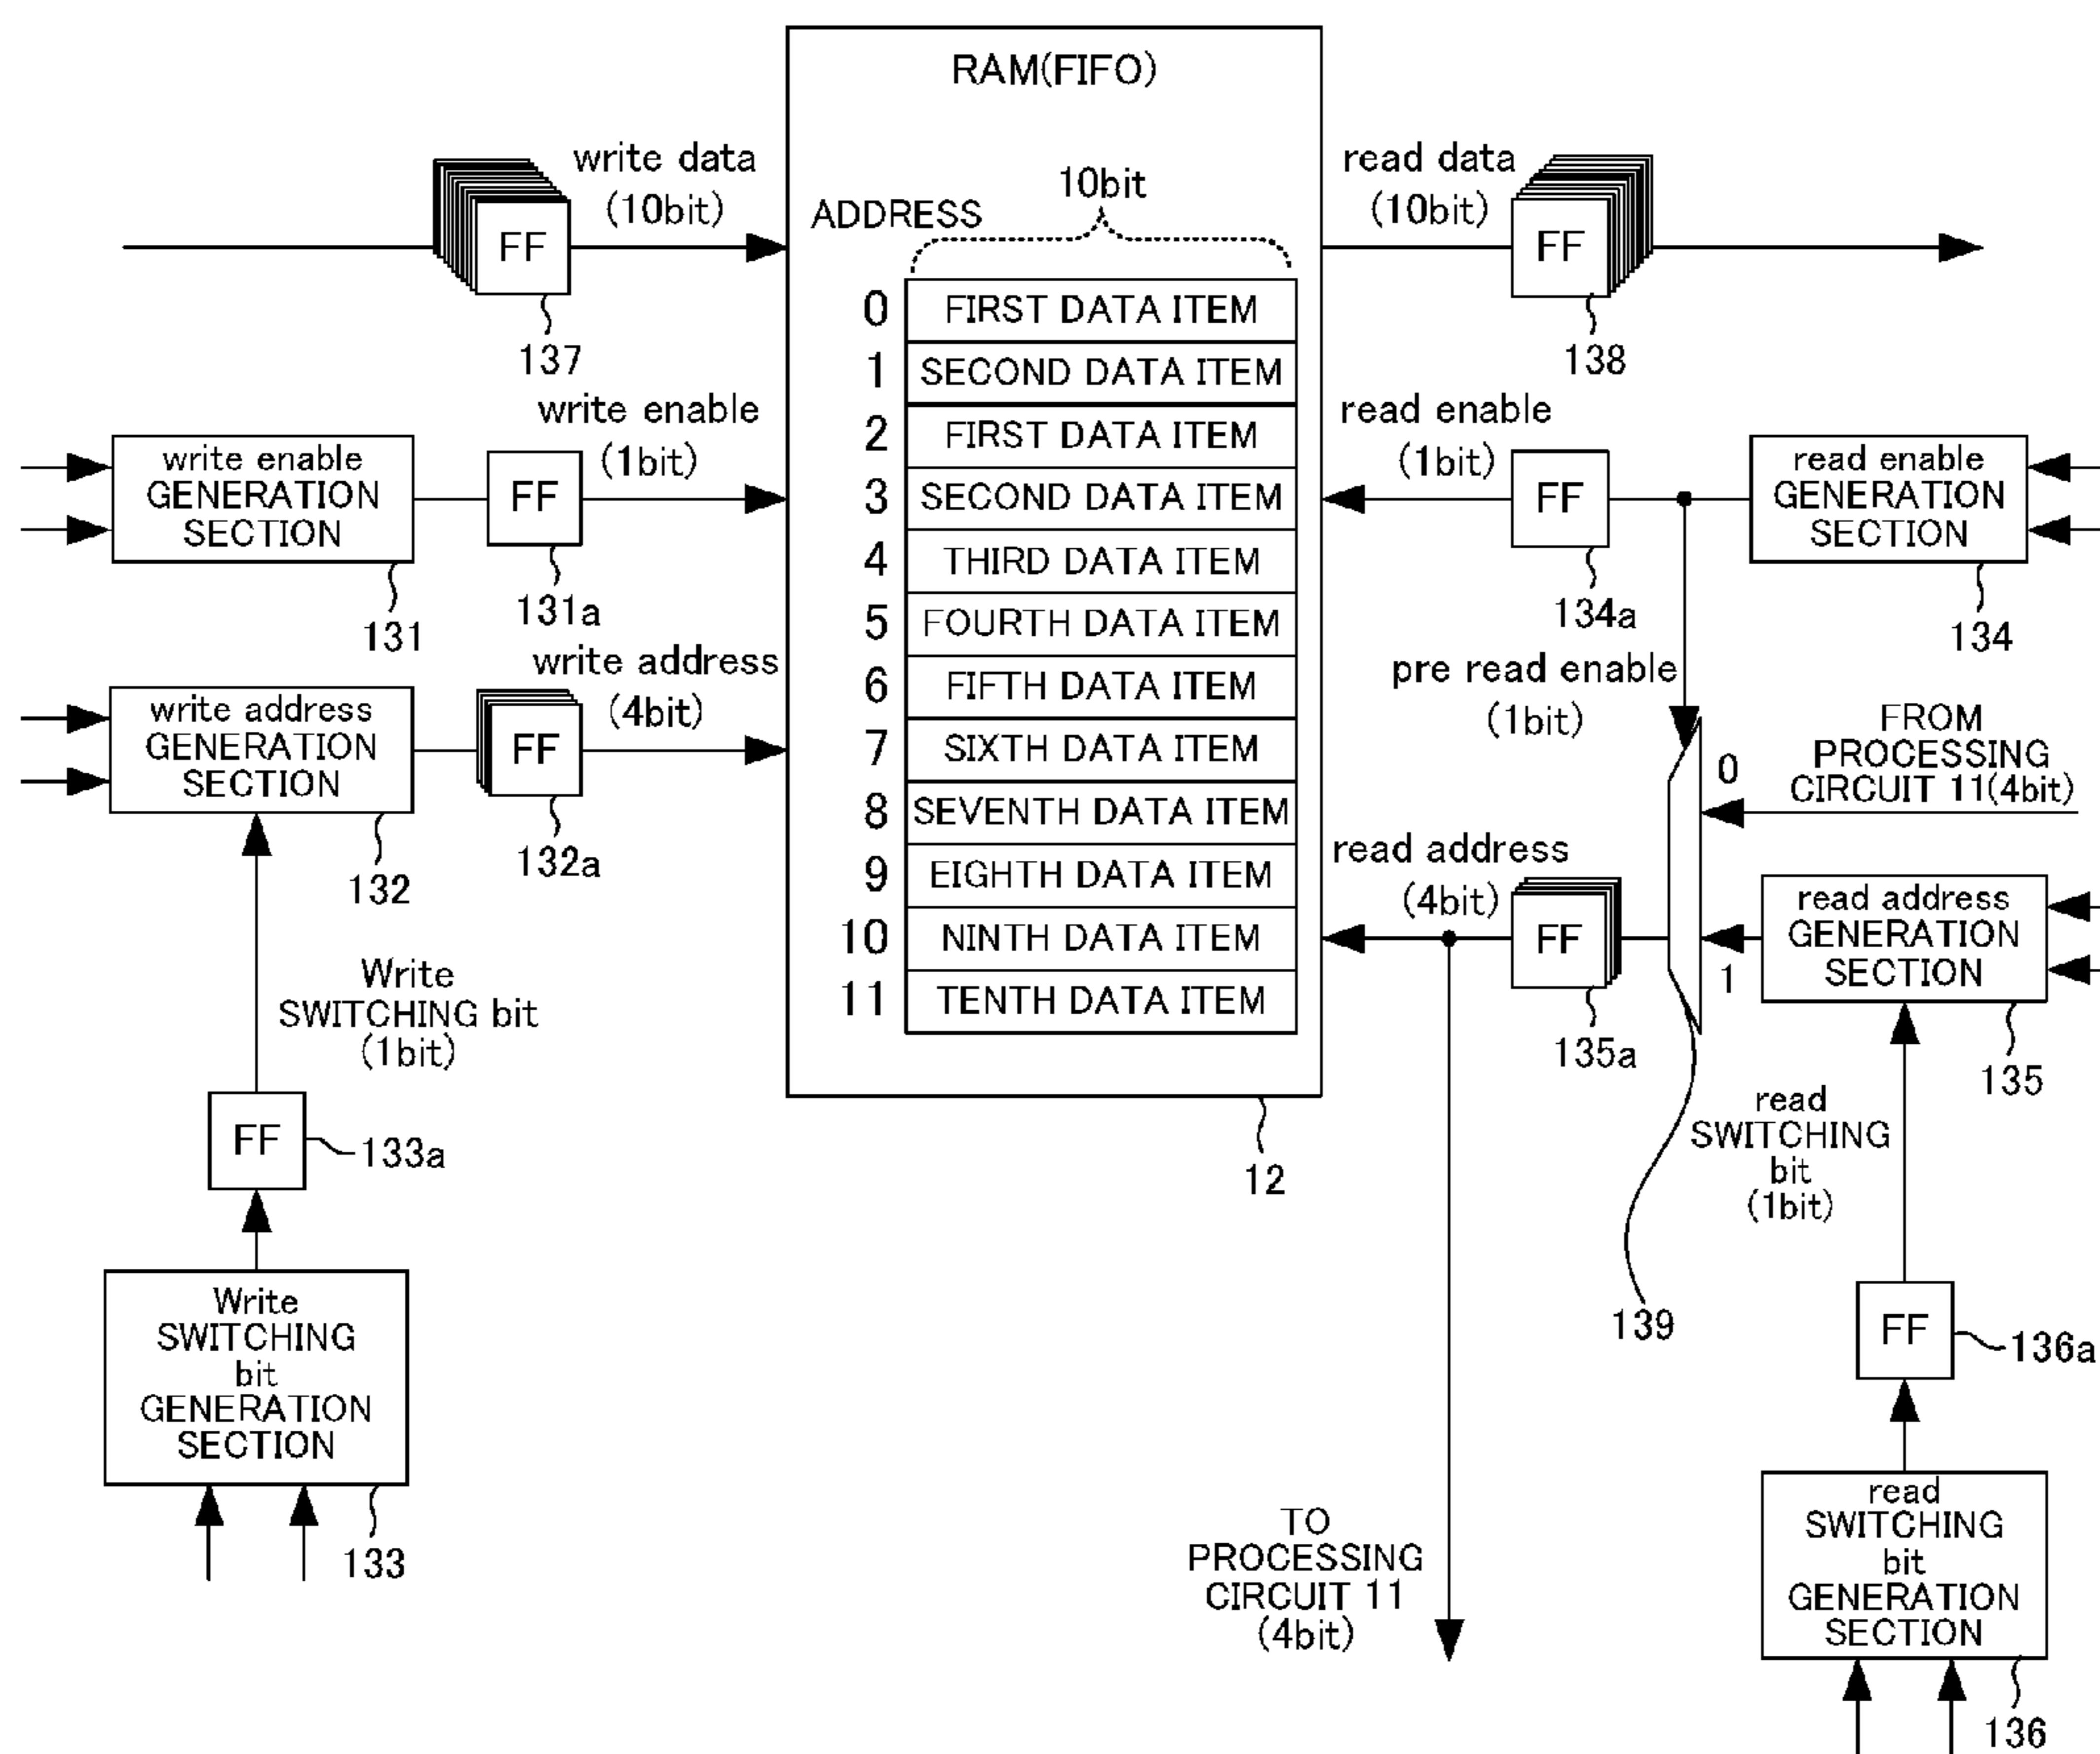 RAM(FIFO)
write data
(10bit)
FF
137
read data
(10bit)
FF
138
10bit
ADDRESS
0 FIRST DATA ITEM
1 SECOND DATA ITEM
2 FIRST DATA ITEM
3 SECOND DATA ITEM
4 THIRD DATA ITEM
5 FOURTH DATA ITEM
6 FIFTH DATA ITEM
7 SIXTH DATA ITEM
8 SEVENTH DATA ITEM
9 EIGHTH DATA ITEM
10 NINTH DATA ITEM
11 TENTH DATA ITEM
12
write enable
GENERATION
SECTION
131
FF
131a
write enable
(1bit)
write address
GENERATION
SECTION
132
FF
132a
write address
(4bit)
Write
SWITCHING bit
(1bit)
FF
133a
Write
SWITCHING
bit
GENERATION
SECTION
133
read enable
(1bit)
FF
134a
read enable
GENERATION
SECTION
134
pre read enable
(1bit)
0
FROM
PROCESSING
CIRCUIT 11(4bit)
read address
(4bit)
FF
135a
1
read address
GENERATION
SECTION
135
139
read
SWITCHING
bit
(1bit)
FF
136a
TO
PROCESSING
CIRCUIT 11
(4bit)
read
SWITCHING
bit
GENERATION
SECTION
136